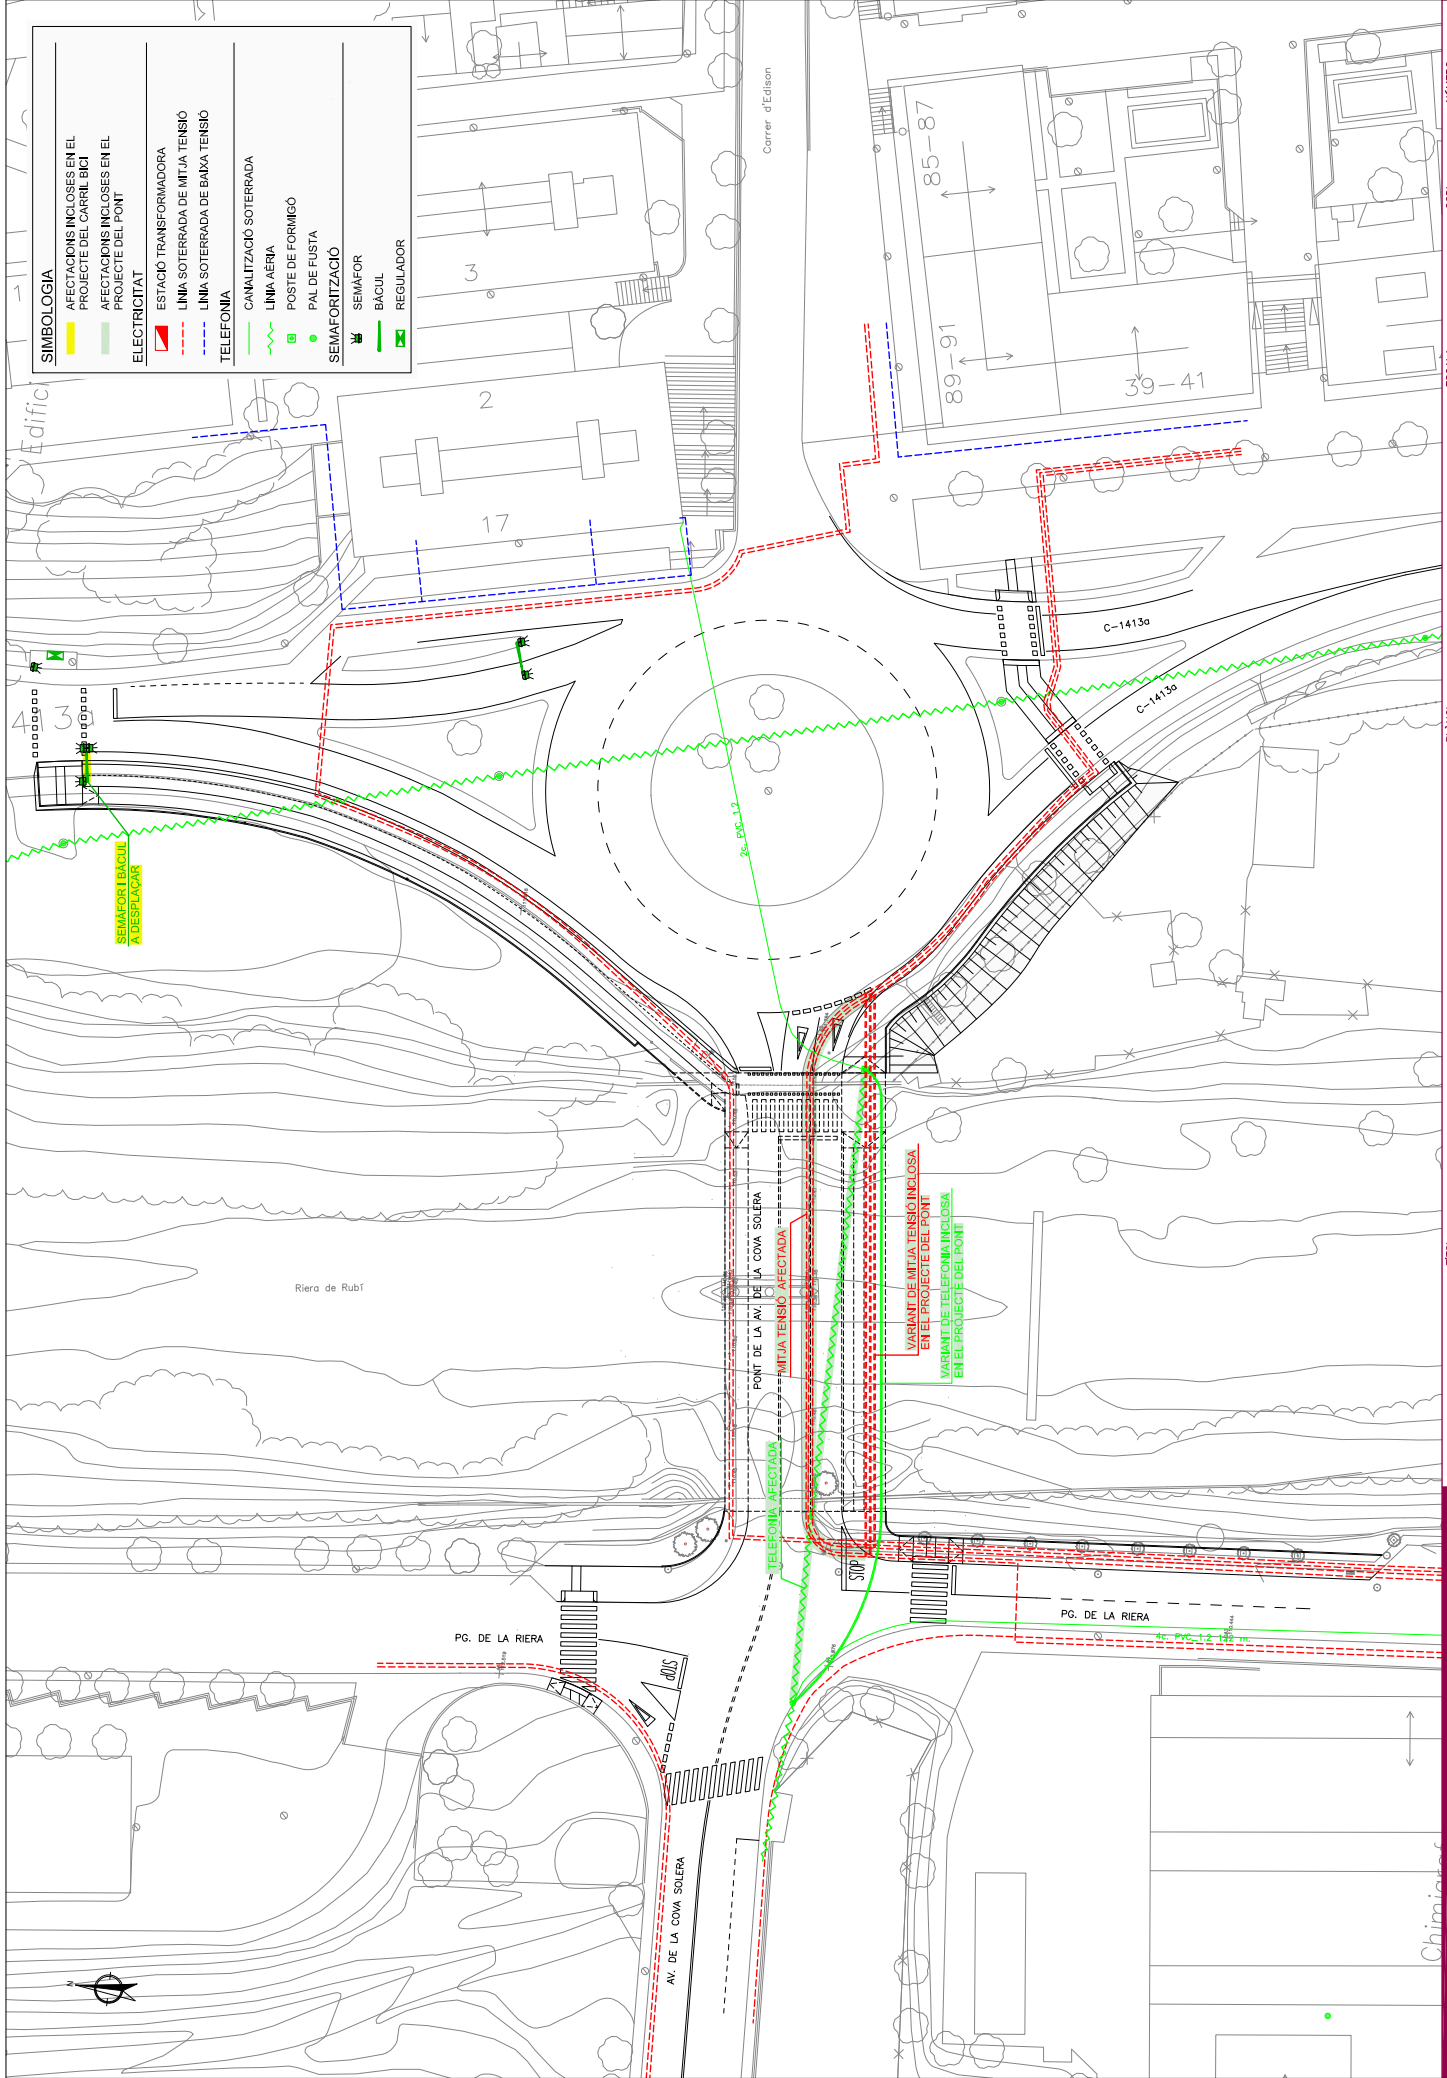 SIMBOLOGIA
AFECTACIONS INCLOSES EN EL
PROJECTE DEL CARRIL BICI
AFECTACIONS INCLOSES EN EL
PROJECTE DEL PONT
ELECTRICITAT
ESTACIÓ TRANSFORMADORA
LÍNIA SOTERRADA DE MITJA TENSIÓ
LÍNIA SOTERRADA DE BAIXA TENSIÓ
TELEFONIA
CANALITZACIÓ SOTERRADA
LÍNIA AÈRIA
POSTE DE FORMIGÓ
PAL DE FUSTA
SEMAFORITZACIÓ
SEMÀFOR
BÀCUL
REGULADOR
Carrer d'Edison
85-87
89-91
39-41
3
2
17
1
C-1413a
C-1413a
2c. PVC 1.2
SEMÀFOR I BÀCUL
A DESPLAÇAR
Riera de Rubí
PONT DE LA AV. DE LA COVA SOLERA
MITJA TENSIÓ AFECTADA
VARIANT DE MITJA TENSIÓ INCLOSA
EN EL PROJECTE DEL PONT
VARIANT DE TELEFONIA INCLOSA
EN EL PROJECTE DEL PONT
TELEFONIA AFECTADA
STOP
STOP
PG. DE LA RIERA
PG. DE LA RIERA
AV. DE LA COVA SOLERA
N